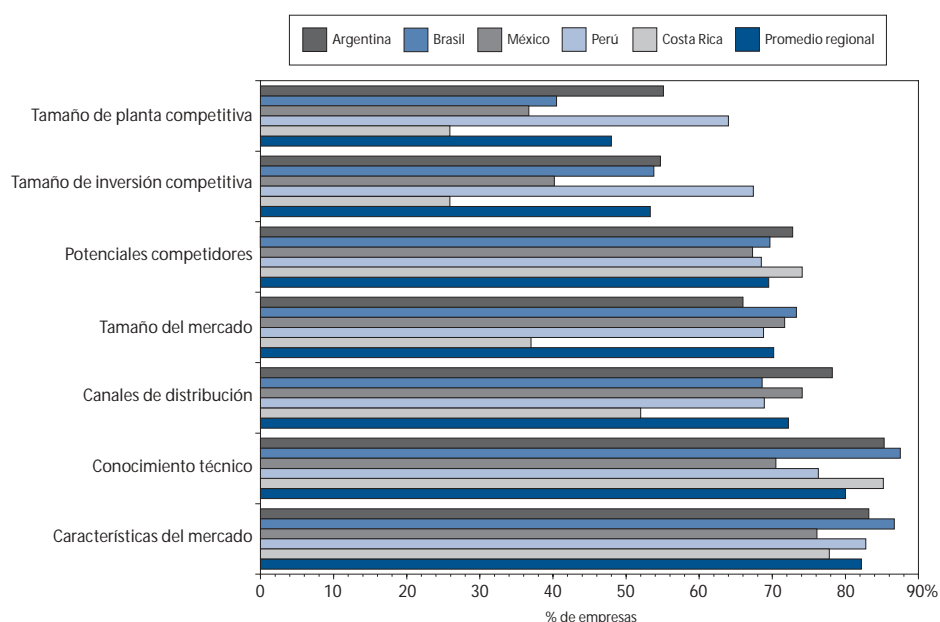 Argentina Brasil México Perú Costa Rica Promedio regional
Tamaño de planta competitiva
Tamaño de inversión competitiva
Potenciales competidores
Tamaño del mercado
Canales de distribución
Conocimiento técnico
Características del mercado
0 10 20 30 40 50 60 70 80 90%
% de empresas